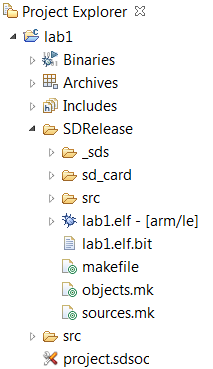 Project Explorer
lab1
Binaries
Archives
Includes
SDRelease
_sds
sd_card
src
lab1.elf - [arm/le]
lab1.elf.bit
makefile
objects.mk
sources.mk
src
project.sdsoc